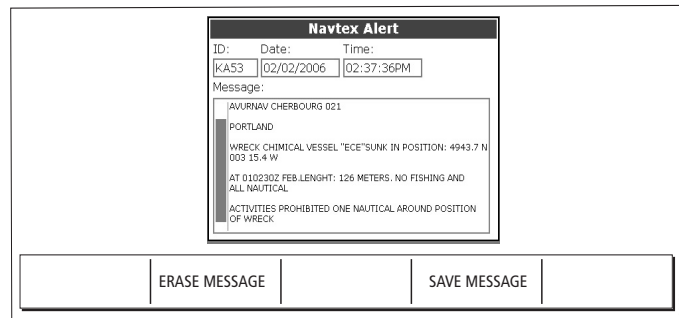 Navtex Alert
ID: Date: Time:
KA53 02/02/2006 02:37:36PM
Message:
AVURNAV CHERBOURG 021
PORTLAND
WRECK CHIMICAL VESSEL "ECE"SUNK IN POSITION: 4943.7 N
003 15.4 W
AT 010230Z FEB.LENGHT: 126 METERS. NO FISHING AND
ALL NAUTICAL
ACTIVITIES PROHIBITED ONE NAUTICAL AROUND POSITION
OF WRECK
ERASE MESSAGE SAVE MESSAGE